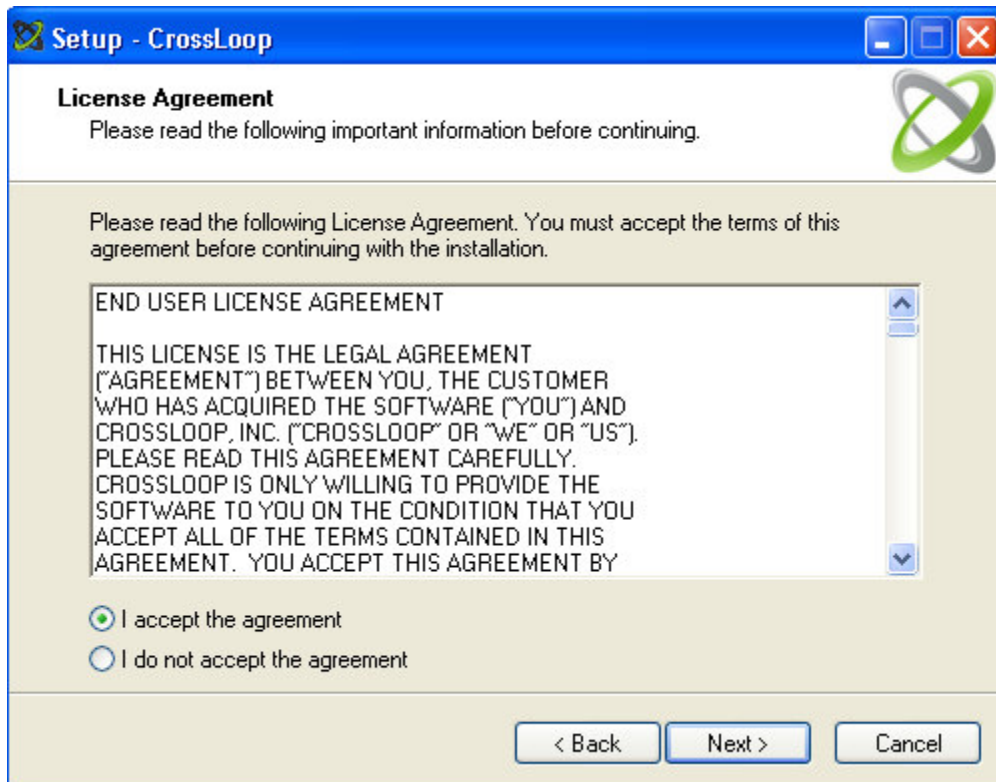 Setup - CrossLoop
License Agreement
Please read the following important information before continuing.
Please read the following License Agreement. You must accept the terms of this
agreement before continuing with the installation.
END USER LICENSE AGREEMENT
THIS LICENSE IS THE LEGAL AGREEMENT
("AGREEMENT") BETWEEN YOU, THE CUSTOMER
WHO HAS ACQUIRED THE SOFTWARE ("YOU") AND
CROSSLOOP, INC. ("CROSSLOOP" OR "WE" OR "US").
PLEASE READ THIS AGREEMENT CAREFULLY.
CROSSLOOP IS ONLY WILLING TO PROVIDE THE
SOFTWARE TO YOU ON THE CONDITION THAT YOU
ACCEPT ALL OF THE TERMS CONTAINED IN THIS
AGREEMENT.  YOU ACCEPT THIS AGREEMENT BY
I accept the agreement
I do not accept the agreement
< Back Next > Cancel